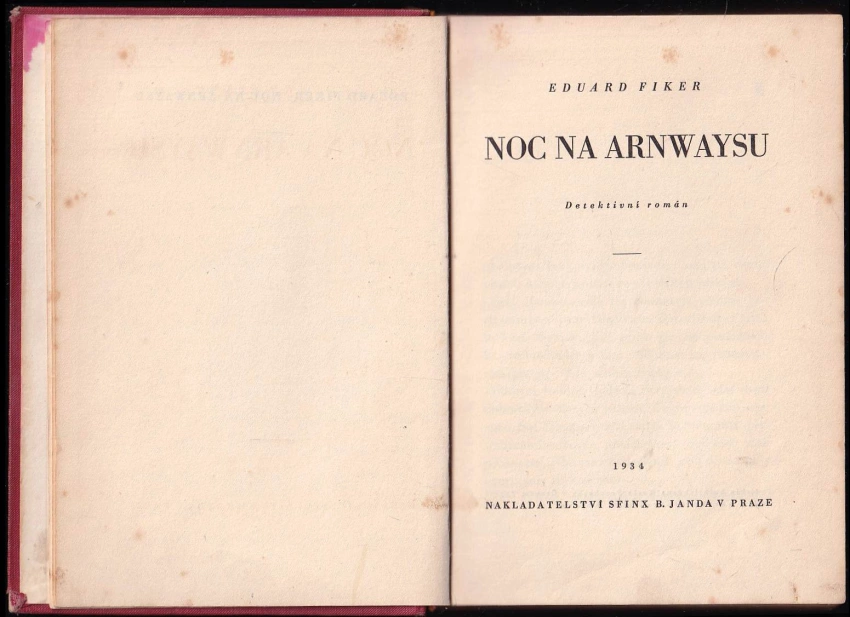 EDUARD FIKER
NOC NA ARNWAYSU
Detektivní román
1934
NAKLADATELSTVÍ SFINX B. JANDA V PRAZE